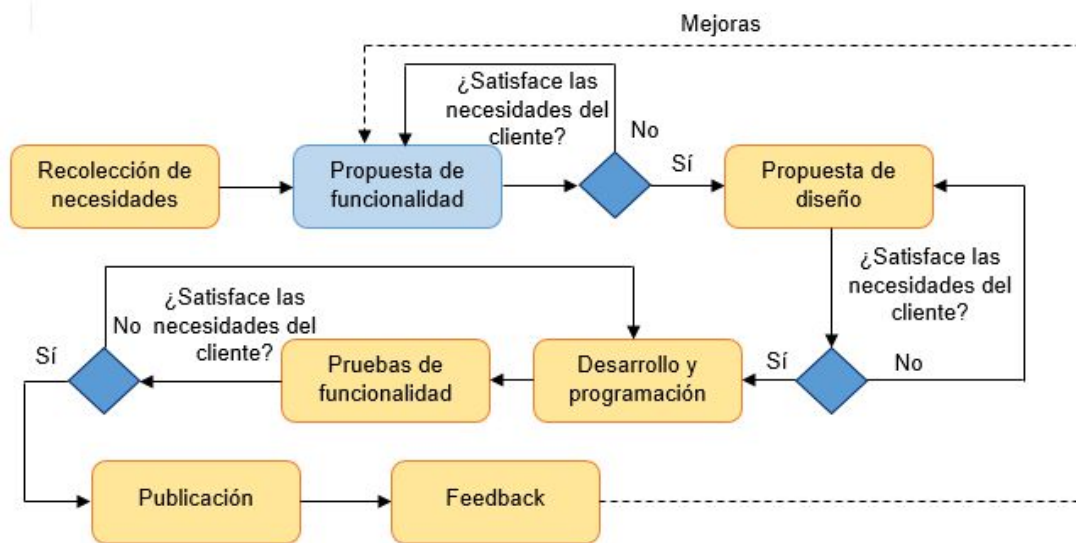 Mejoras
¿Satisface las
necesidades del
cliente?
No
Recolección de
necesidades
Propuesta de
funcionalidad
Sí
Propuesta de
diseño
¿Satisface las
necesidades del
cliente?
¿Satisface las
No necesidades del
cliente?
Sí
Pruebas de
funcionalidad
Desarrollo y
programación
Sí
No
Publicación
Feedback